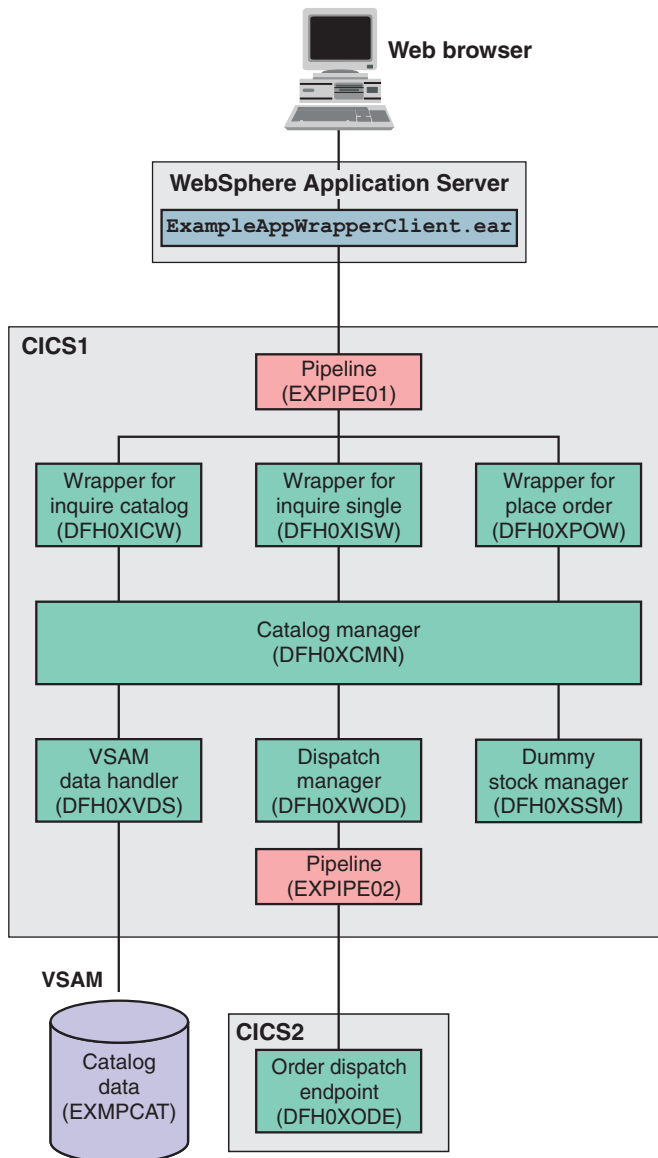 Web browser
WebSphere Application Server
ExampleAppWrapperClient.ear
CICS1
Pipeline
(EXPIPE01)
Wrapper for
inquire catalog
(DFH0XICW)
Wrapper for
inquire single
(DFH0XISW)
Wrapper for
place order
(DFH0XPOW)
Catalog manager
(DFH0XCMN)
VSAM
data handler
(DFH0XVDS)
Dispatch
manager
(DFH0XWOD)
Dummy
stock manager
(DFH0XSSM)
Pipeline
(EXPIPE02)
VSAM
Catalog
data
(EXMPCAT)
CICS2
Order dispatch
endpoint
(DFH0XODE)